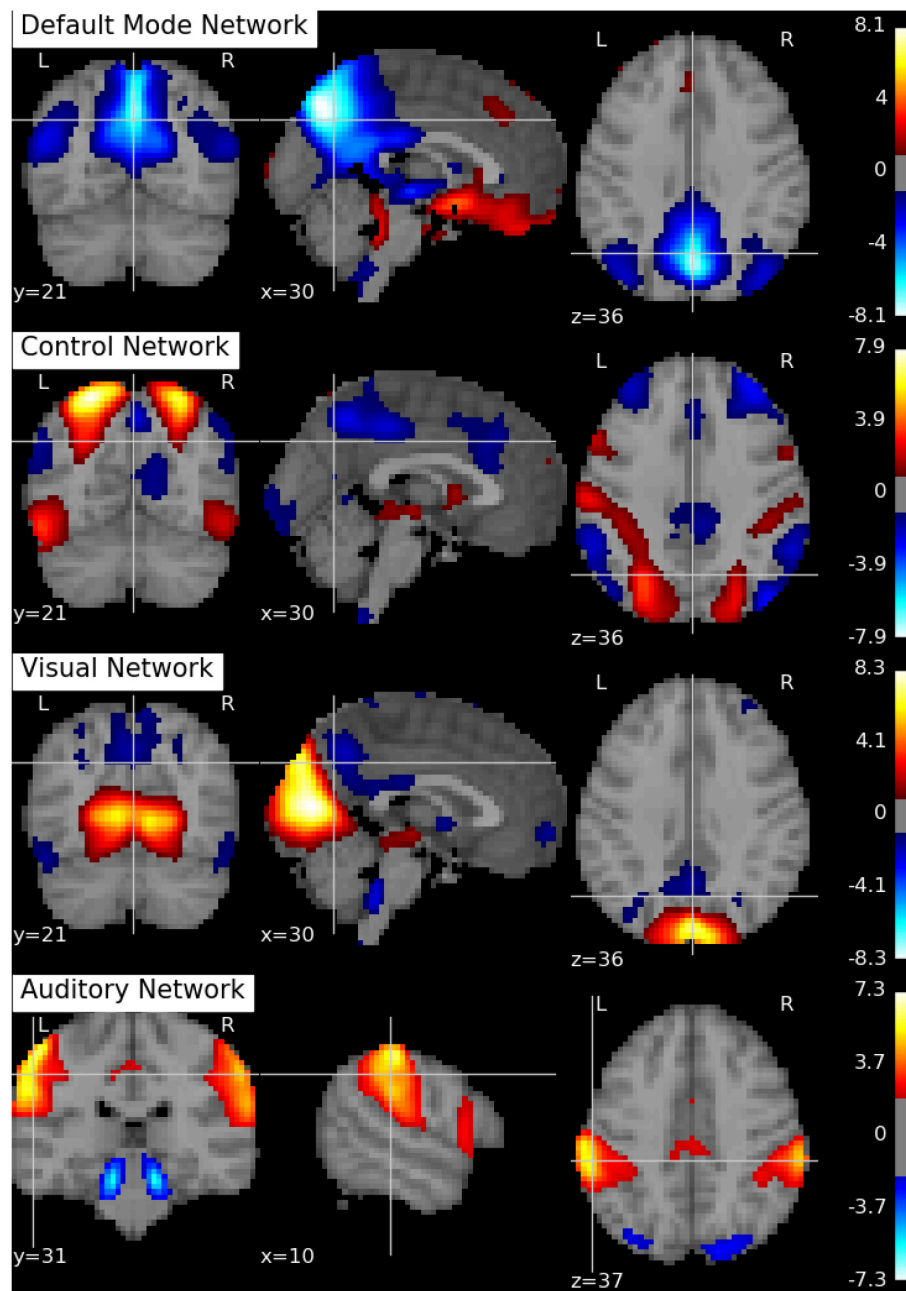 Default Mode Network
L R L R
8.1
4
0
-4
-8.1
y=21 x=30 z=36
Control Network
L R L R
7.9
3.9
0
-3.9
-7.9
y=21 x=30 z=36
Visual Network
L R L R
8.3
4.1
0
-4.1
-8.3
y=21 x=30 z=36
Auditory Network
L R L R
7.3
3.7
0
-3.7
-7.3
y=31 x=10 z=37